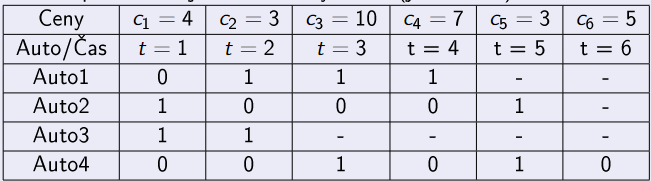 Ceny c₁ = 4 c₂ = 3 c₃ = 10 c₄ = 7 c₅ = 3 c₆ = 5
Auto/Čas t = 1 t = 2 t = 3 t = 4 t = 5 t = 6
Auto1 0 1 1 1 - -
Auto2 1 0 0 0 1 -
Auto3 1 1 - - - -
Auto4 0 0 1 0 1 0